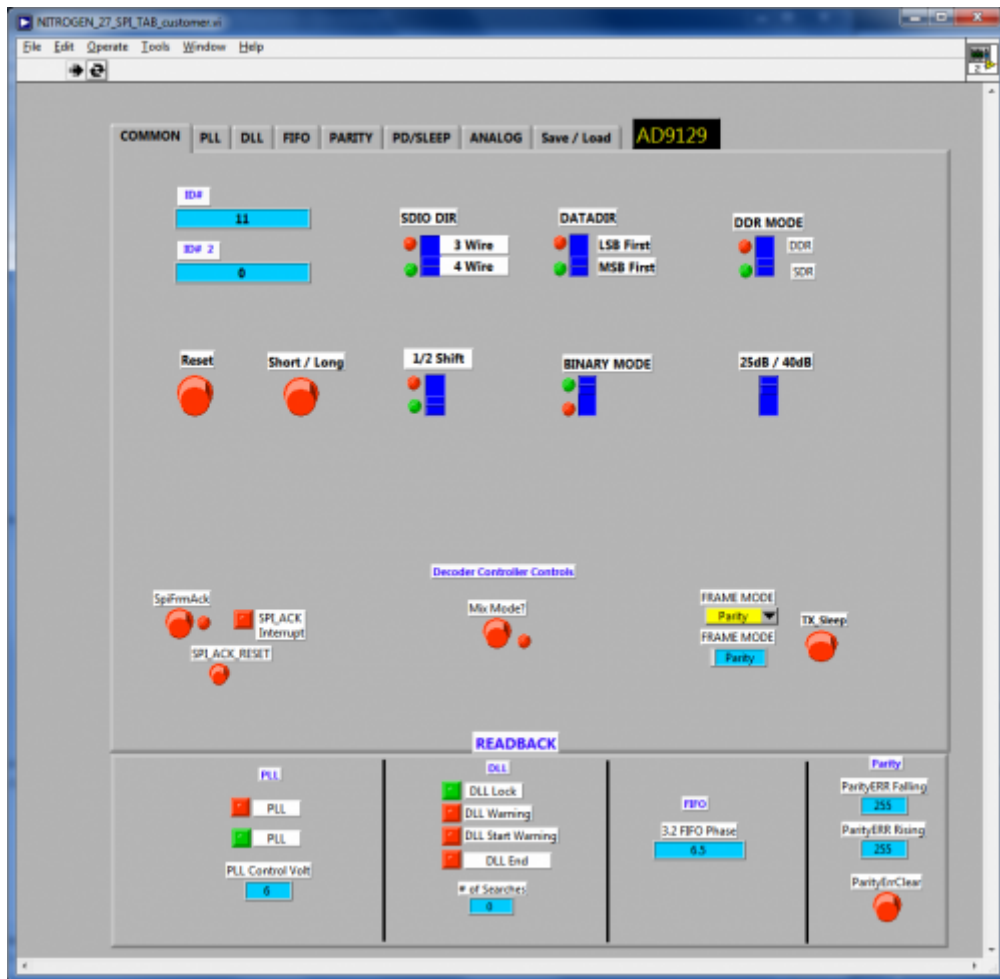 NITROGEN_27_SPI_TAB_customer.vi
File Edit Operate Tools Window Help
2
COMMON PLL DLL FIFO PARITY PD/SLEEP ANALOG Save / Load AD9129
ID#
11
ID# 2
0
SDIO DIR
3 Wire
4 Wire
DATADIR
LSB First
MSB First
DDR MODE
DDR
SDR
Reset
Short / Long
1/2 Shift
BINARY MODE
25dB / 40dB
Decoder Controller Controls
SpiFrmAck
SPI_ACK
Interrupt
SPI_ACK_RESET
Mix Mode?
FRAME MODE
Parity
FRAME MODE
Parity
TX_Sleep
READBACK
PLL
PLL
PLL
PLL Control Volt
6
DLL
DLL Lock
DLL Warning
DLL Start Warning
DLL End
# of Searches
0
FIFO
3.2 FIFO Phase
6.5
Parity
ParityERR Falling
255
ParityERR Rising
255
ParityErrClear